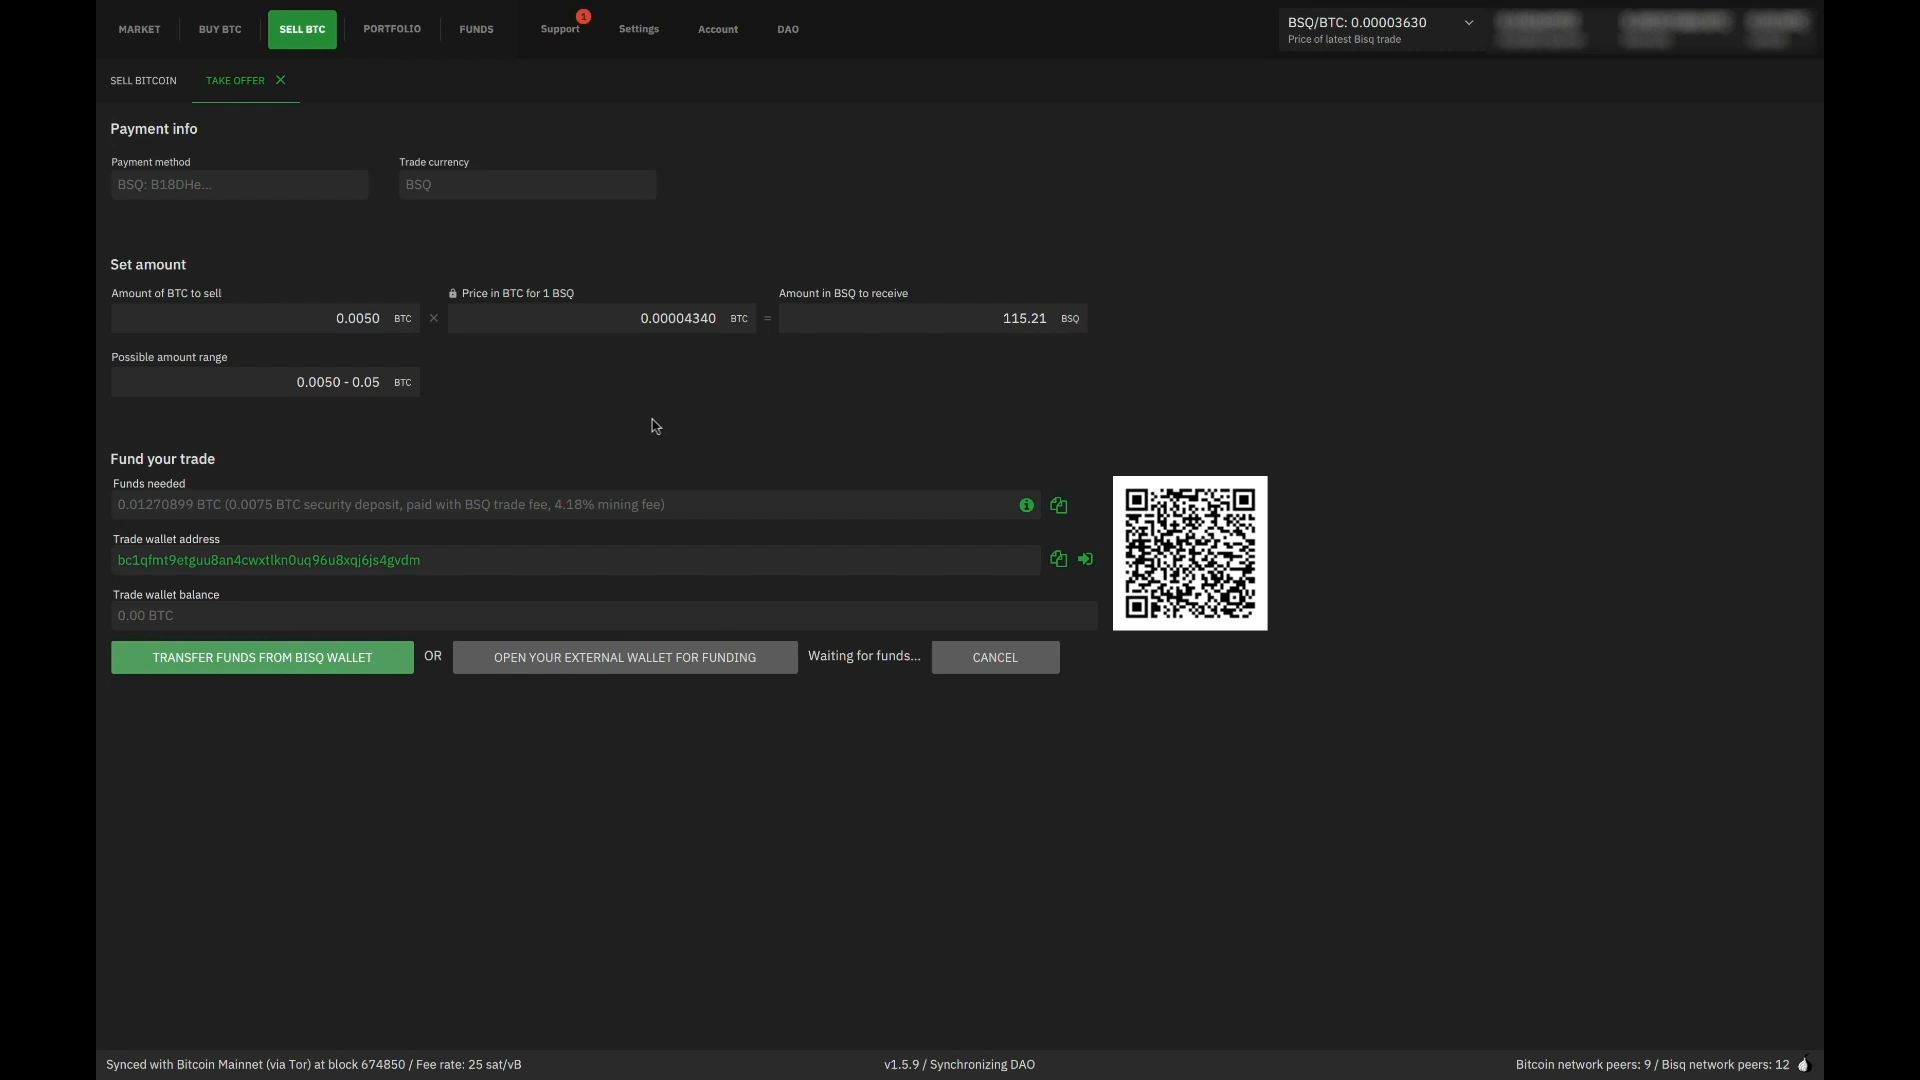 MARKET BUY BTC SELL BTC PORTFOLIO FUNDS Support 1 Settings Account DAO
BSQ/BTC: 0.00003630
Price of latest Bisq trade
SELL BITCOIN TAKE OFFER
Payment info
Payment method Trade currency
BSQ: B18DHe... BSQ
Set amount
Amount of BTC to sell Price in BTC for 1 BSQ Amount in BSQ to receive
0.0050 BTC × 0.00004340 BTC = 115.21 BSQ
Possible amount range
0.0050 - 0.05 BTC
Fund your trade
Funds needed
0.01270899 BTC (0.0075 BTC security deposit, paid with BSQ trade fee, 4.18% mining fee)
Trade wallet address
bc1qfmt9etguu8an4cwxtlkn0uq96u8xqj6js4gvdm
Trade wallet balance
0.00 BTC
TRANSFER FUNDS FROM BISQ WALLET OR OPEN YOUR EXTERNAL WALLET FOR FUNDING Waiting for funds... CANCEL
Synced with Bitcoin Mainnet (via Tor) at block 674850 / Fee rate: 25 sat/vB v1.5.9 / Synchronizing DAO Bitcoin network peers: 9 / Bisq network peers: 12